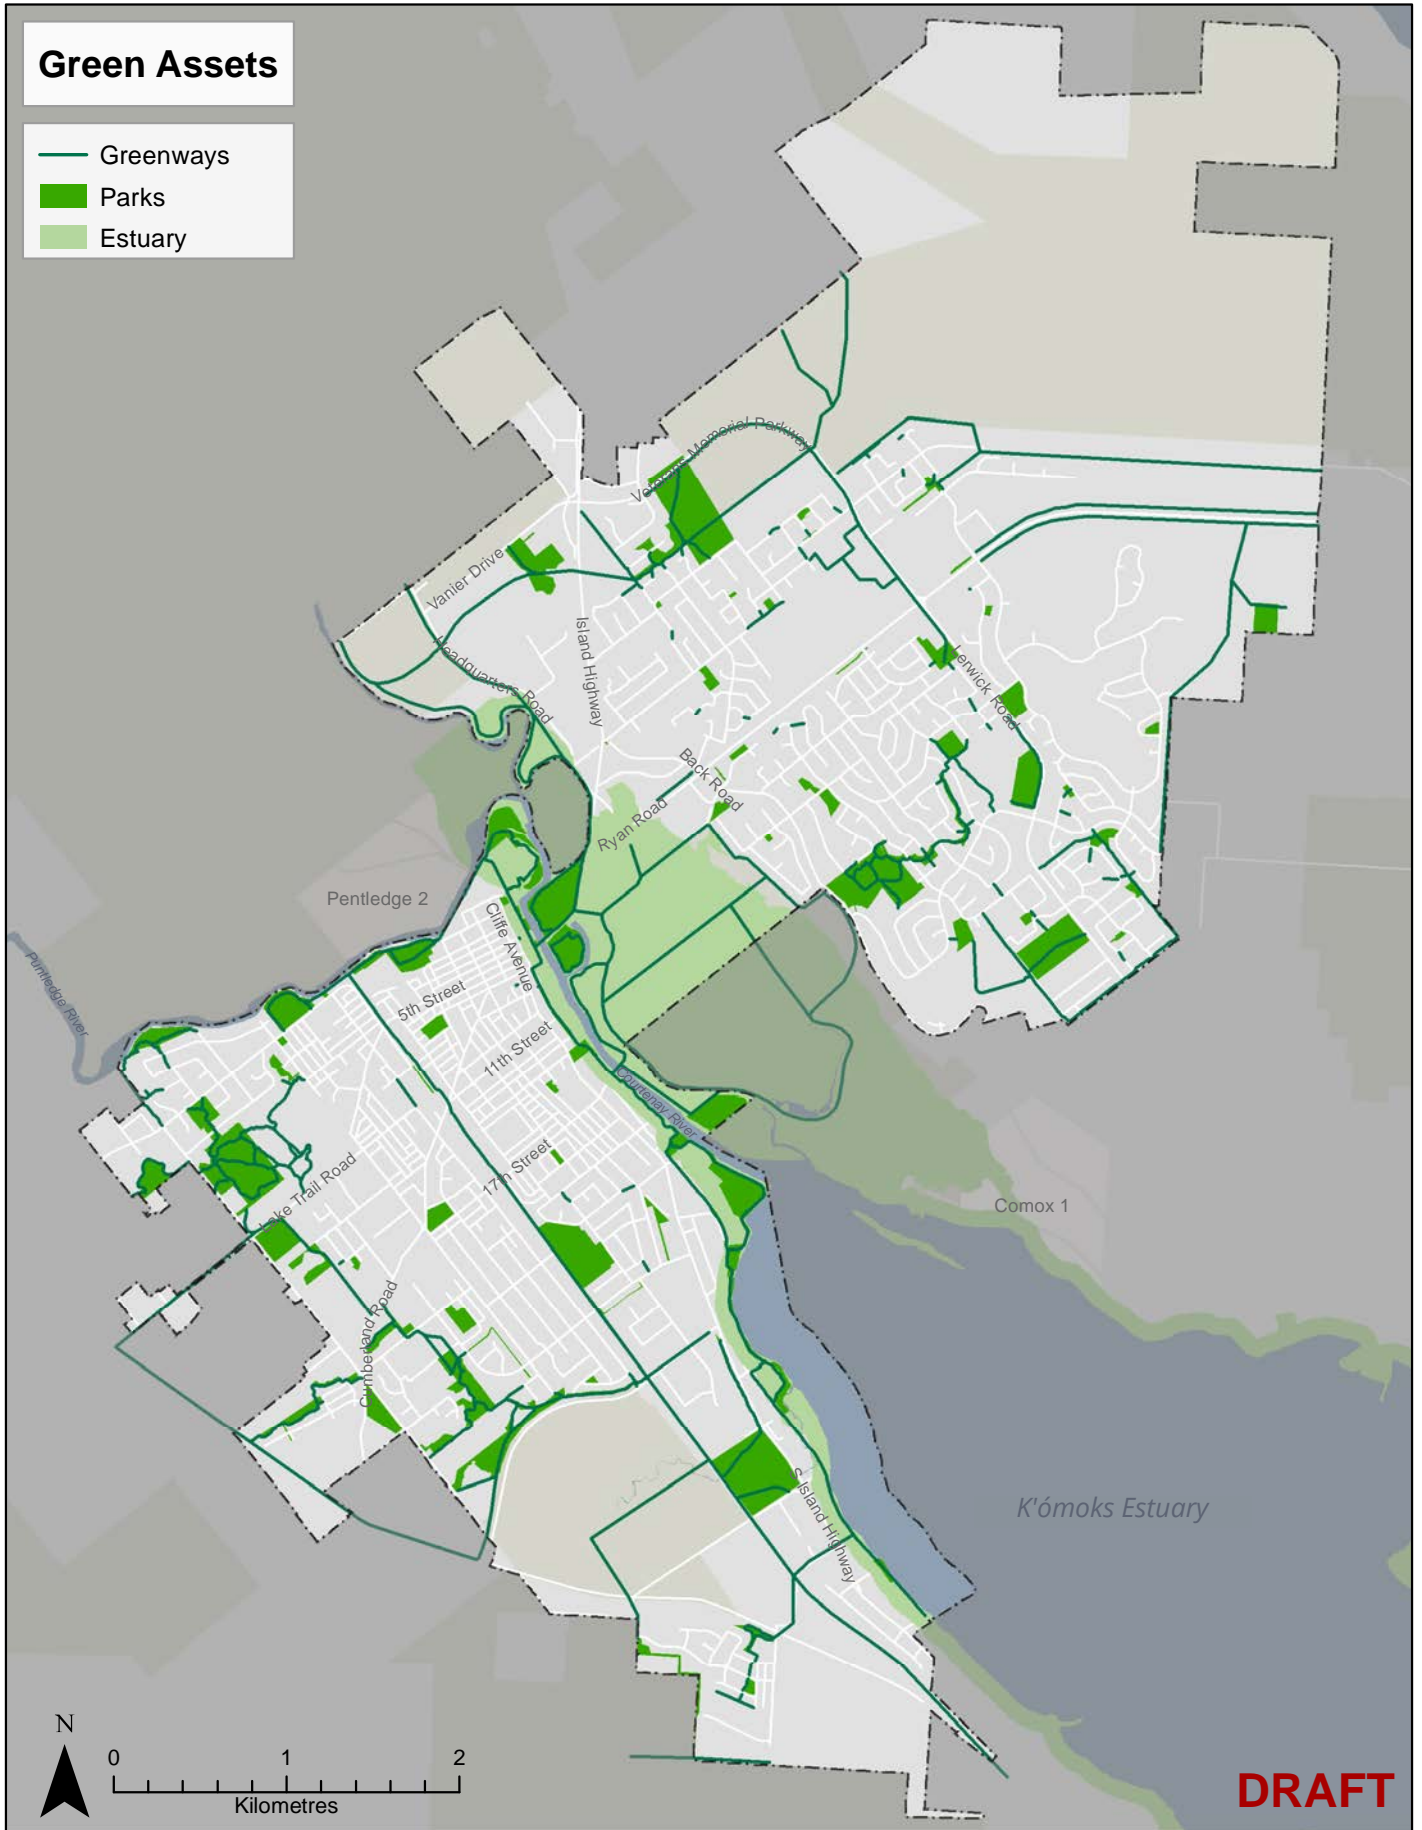 Green Assets
Greenways
Parks
Estuary
Veterans Memorial Parkway
Vanier Drive
Headquarters Road
Island Highway
Lerwick Road
Back Road
Ryan Road
Pentledge 2
Cliffe Avenue
Puntledge River
5th Street
11th Street
Courtenay River
17th Street
Lake Trail Road
Comox 1
Cumberland Road
S Island Highway
K'ómoks Estuary
N
0 1 2
Kilometres
DRAFT